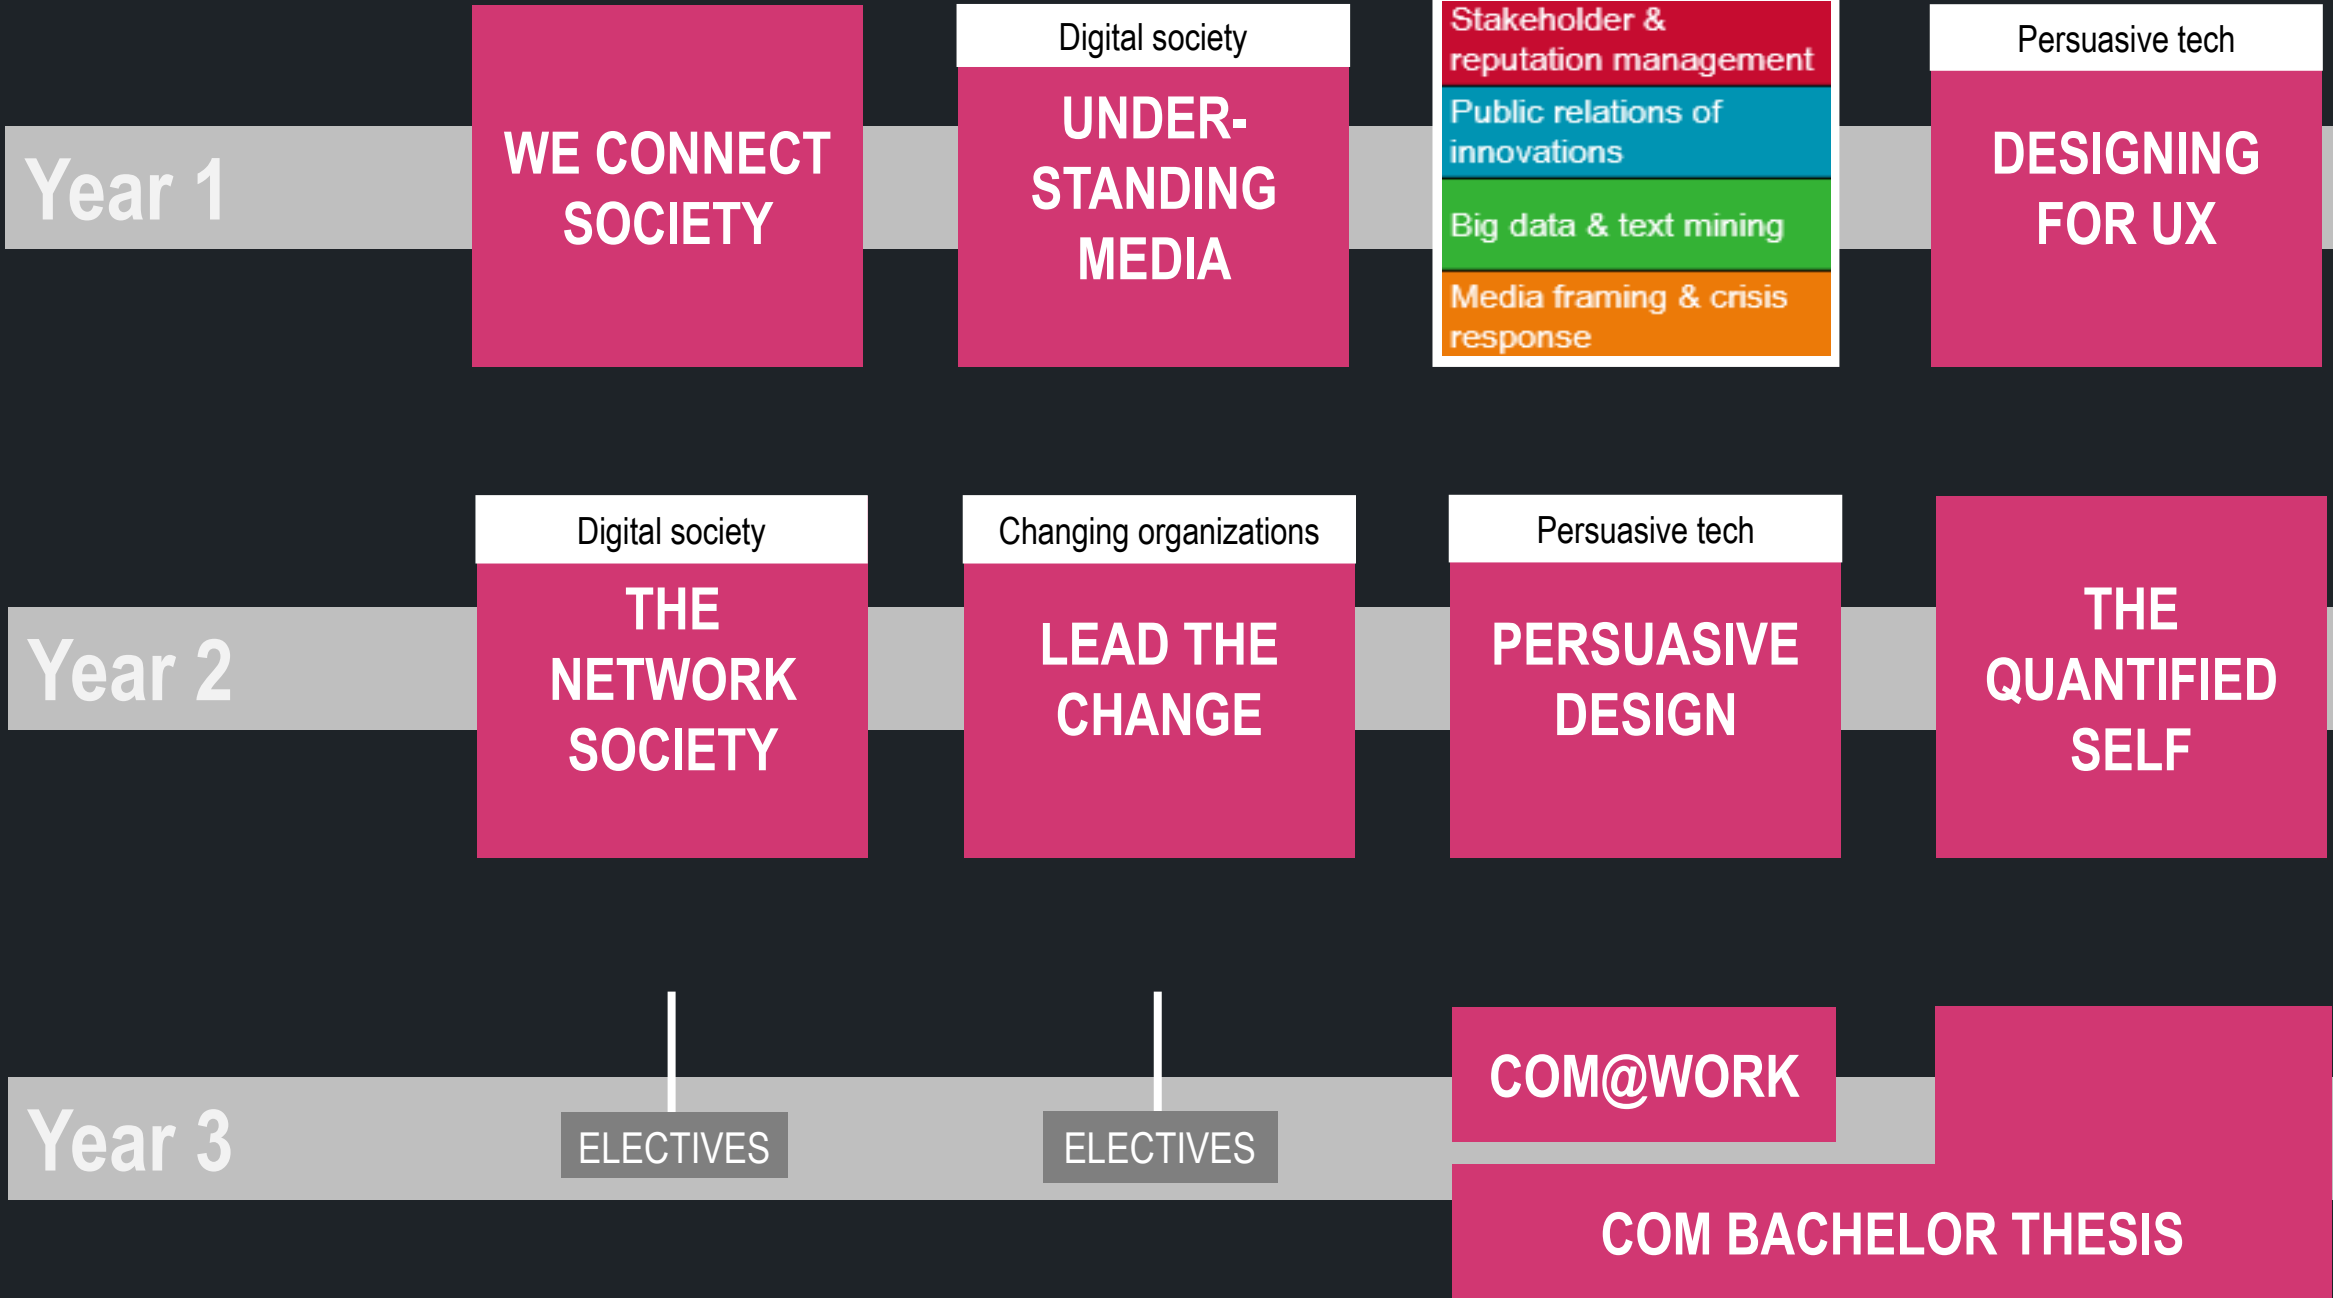 Year 1
WE CONNECT
SOCIETY
Digital society
UNDER-
STANDING
MEDIA
Stakeholder &
reputation management
Public relations of
innovations
Big data & text mining
Media framing & crisis
response
Persuasive tech
DESIGNING
FOR UX
Year 2
Digital society
THE
NETWORK
SOCIETY
Changing organizations
LEAD THE
CHANGE
Persuasive tech
PERSUASIVE
DESIGN
THE
QUANTIFIED
SELF
Year 3
ELECTIVES
ELECTIVES
COM@WORK
COM BACHELOR THESIS